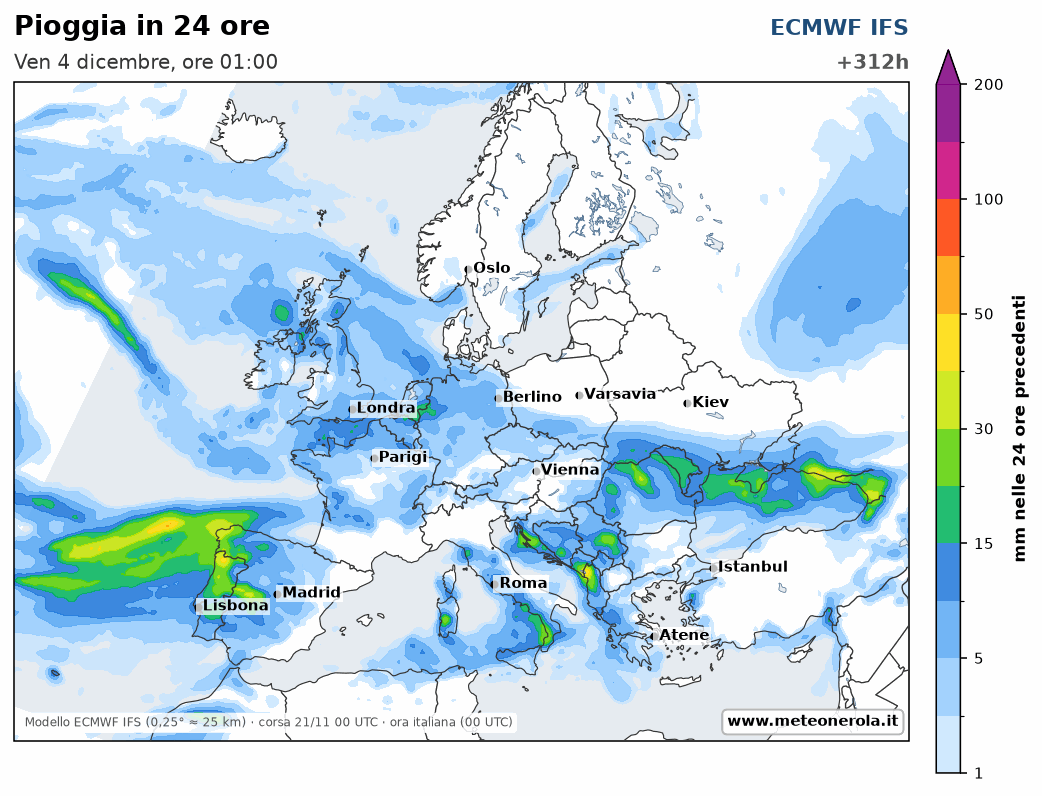 Pioggia in 24 ore
ECMWF IFS
Ven 4 dicembre, ore 01:00
+312h
200
100
50
30
15
5
1
mm nelle 24 ore precedenti
Oslo
Berlino
Varsavia
Kiev
Londra
Parigi
Vienna
Istanbul
Roma
Madrid
Lisbona
Atene
Modello ECMWF IFS (0,25° ≈ 25 km) · corsa 21/11 00 UTC · ora italiana (00 UTC)
www.meteonerola.it